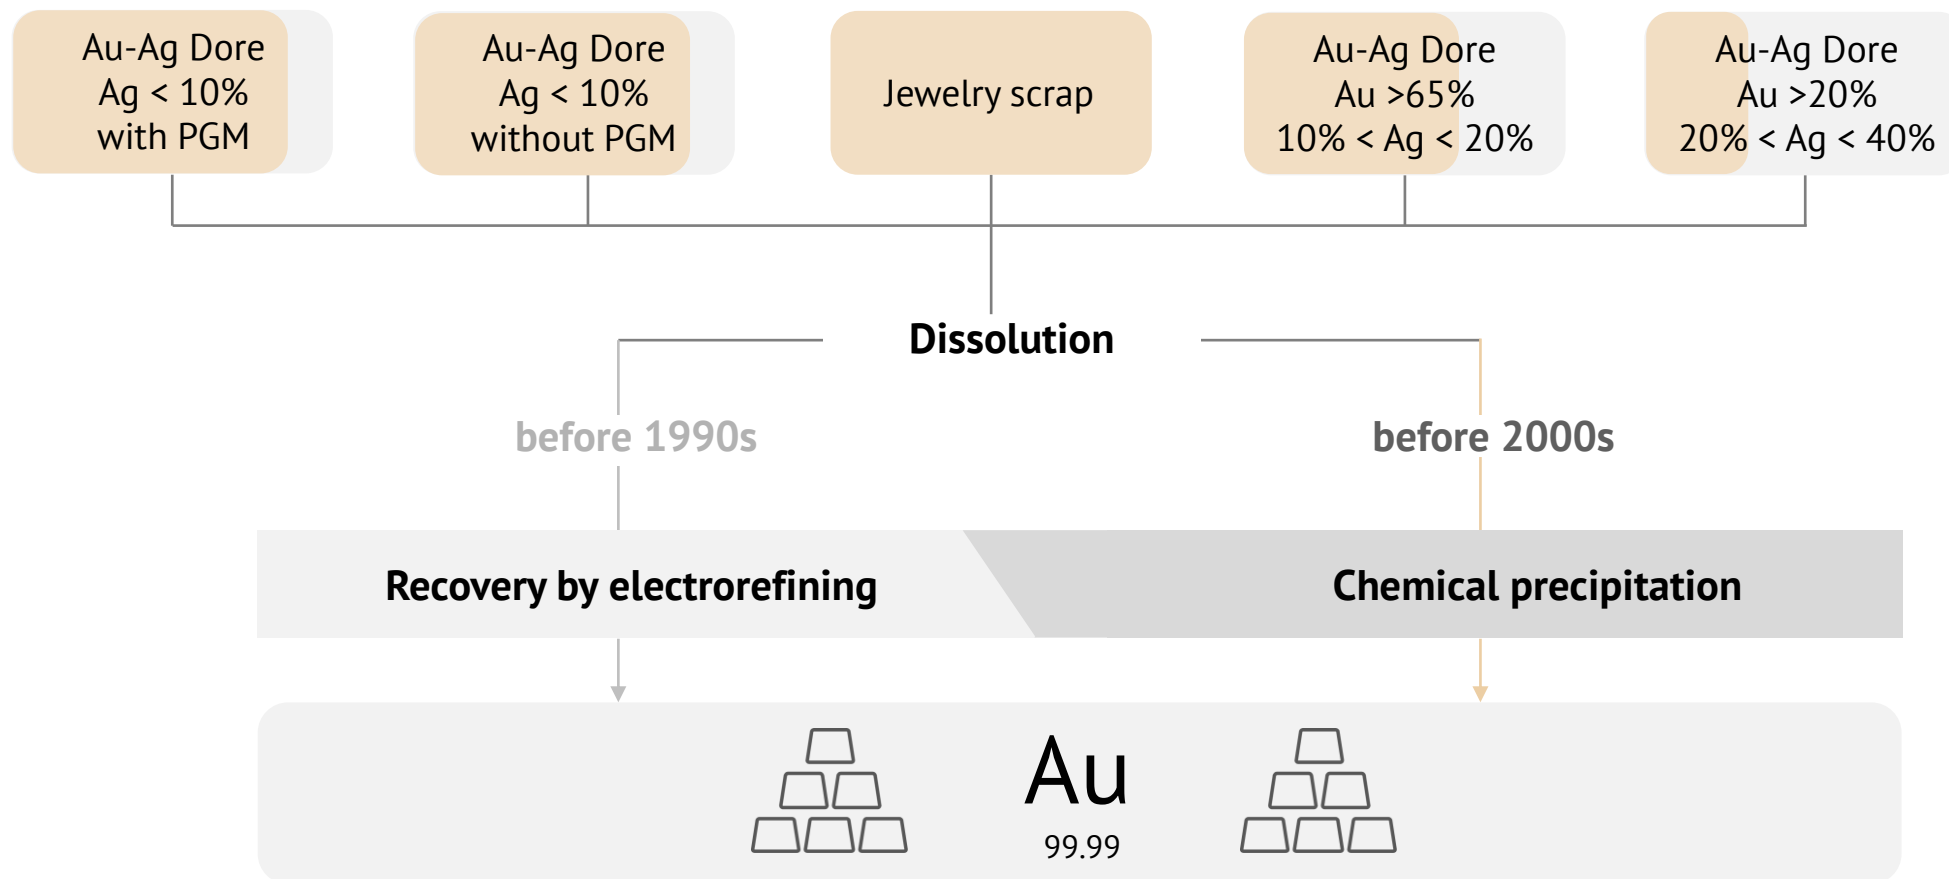 Au-Ag Dore
Ag < 10%
with PGM
Au-Ag Dore
Ag < 10%
without PGM
Jewelry scrap
Au-Ag Dore
Au >65%
10% < Ag < 20%
Au-Ag Dore
Au >20%
20% < Ag < 40%
Dissolution
before 1990s
before 2000s
Recovery by electrorefining
Chemical precipitation
Au
99.99